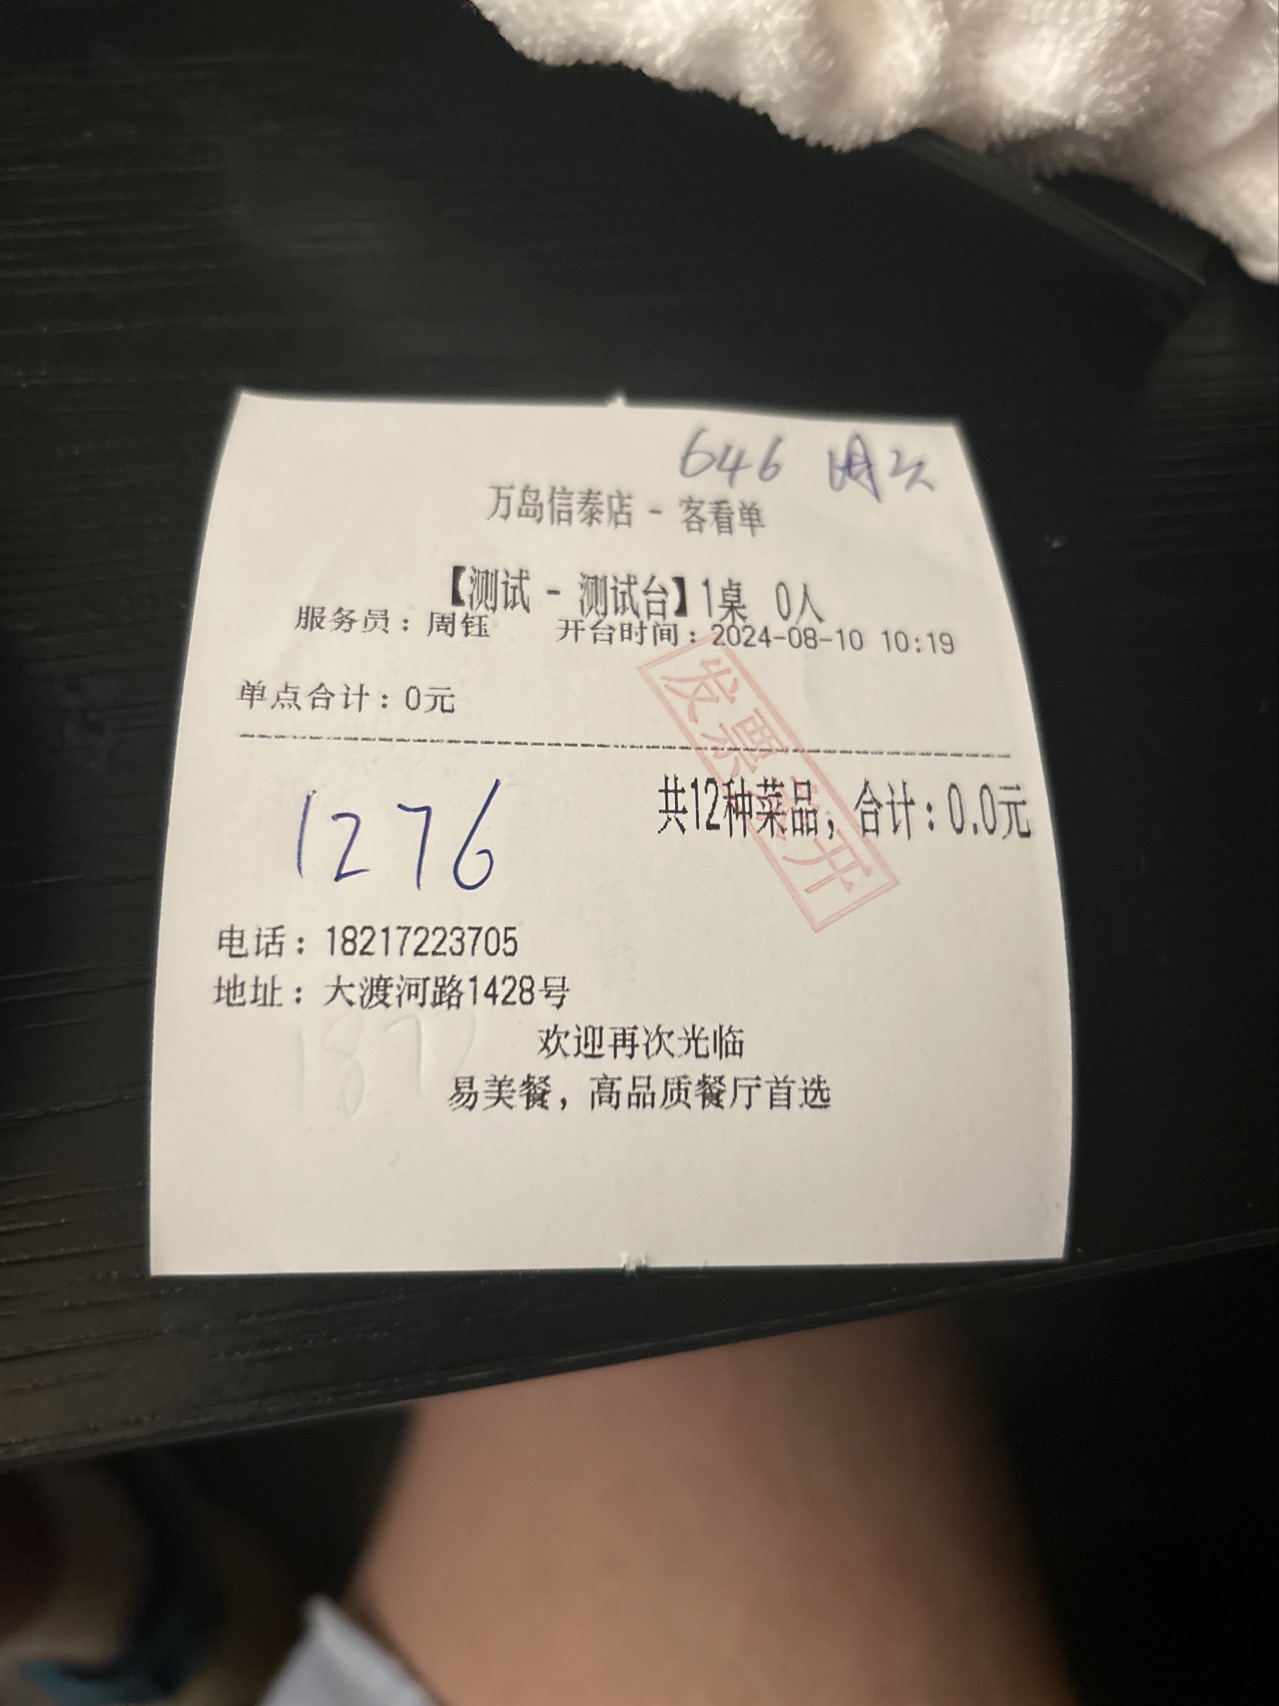 646
万岛信泰店 - 客看单
【测试 - 测试台】1桌 0人
服务员：周钰 开台时间：2024-08-10 10:19
单点合计：0元
发票已开
共12种菜品，合计：0.0元
1276
电话：18217223705
地址：大渡河路1428号
欢迎再次光临
易美餐，高品质餐厅首选